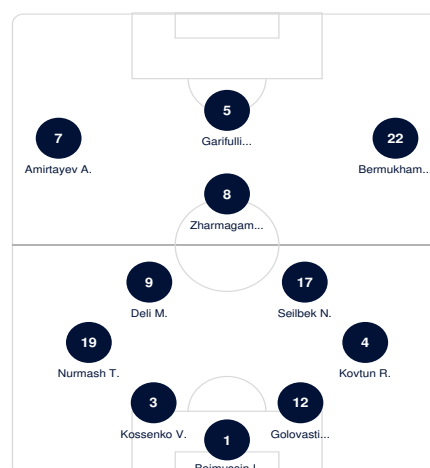 5
7
22
Garifulli...
Amirtayev A.
Bermukham...
8
Zharmagam...
9
17
Deli M.
Seilbek N.
19
4
Nurmash T.
Kovtun R.
3
12
Kossenko V.
Golovasti...
1